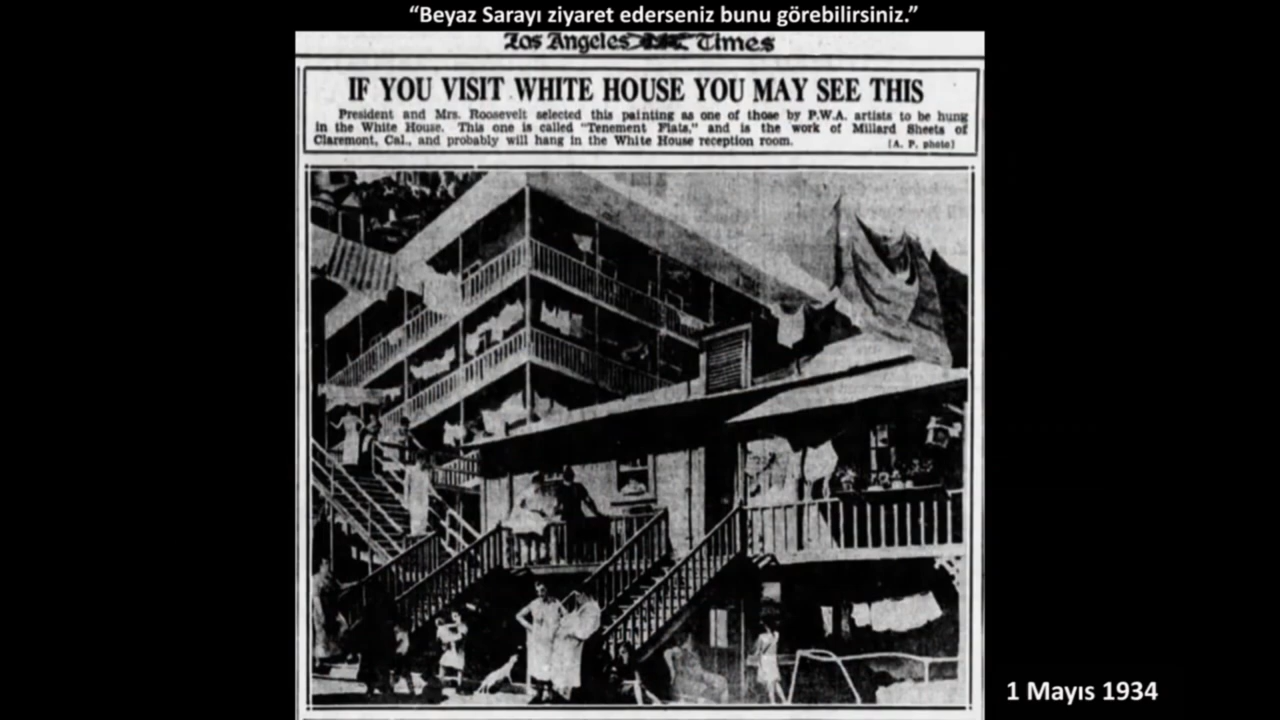 “Beyaz Sarayı ziyaret ederseniz bunu görebilirsiniz.”
Los Angeles Times
IF YOU VISIT WHITE HOUSE YOU MAY SEE THIS
President and Mrs. Roosevelt selected this painting as one of those by P.W.A. artists to be hung
in the White House. This one is called "Tenement Flats," and is the work of Millard Sheets of
Claremont, Cal., and probably will hang in the White House reception room. [A. P. photo]
1 Mayıs 1934